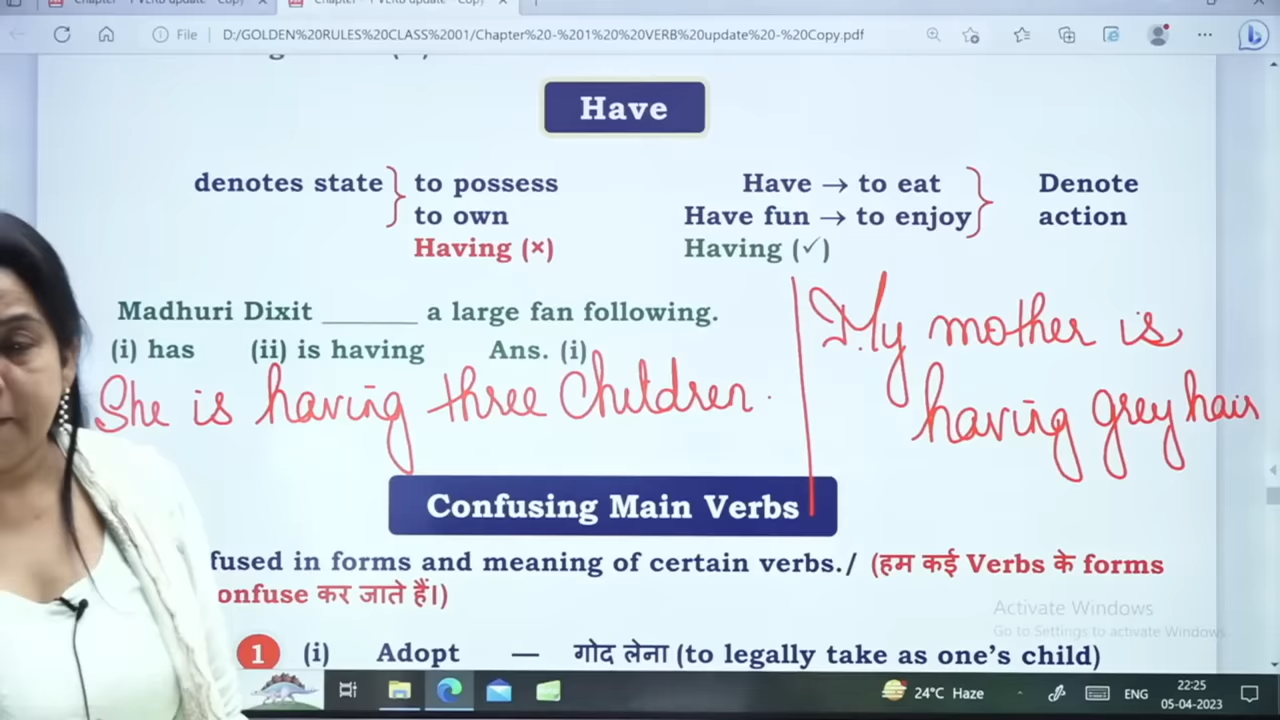 File D:/GOLDEN%20RULES%20CLASS%2001/Chapter%20-%201%20%20VERB%20update%20-%20Copy.pdf
Have
denotes state } to possess
to own
Having (×)
Have → to eat } Denote
Have fun → to enjoy action
Having (✓)
Madhuri Dixit ______ a large fan following.
(i) has (ii) is having Ans. (i)
She is having three Children.
My mother is
having grey hair
Confusing Main Verbs
fused in forms and meaning of certain verbs./ (हम कई Verbs के forms
onfuse कर जाते हैं।)
1 (i) Adopt — गोद लेना (to legally take as one's child)
Activate Windows
Go to Settings to activate Windows.
24°C Haze
ENG
22:25
05-04-2023